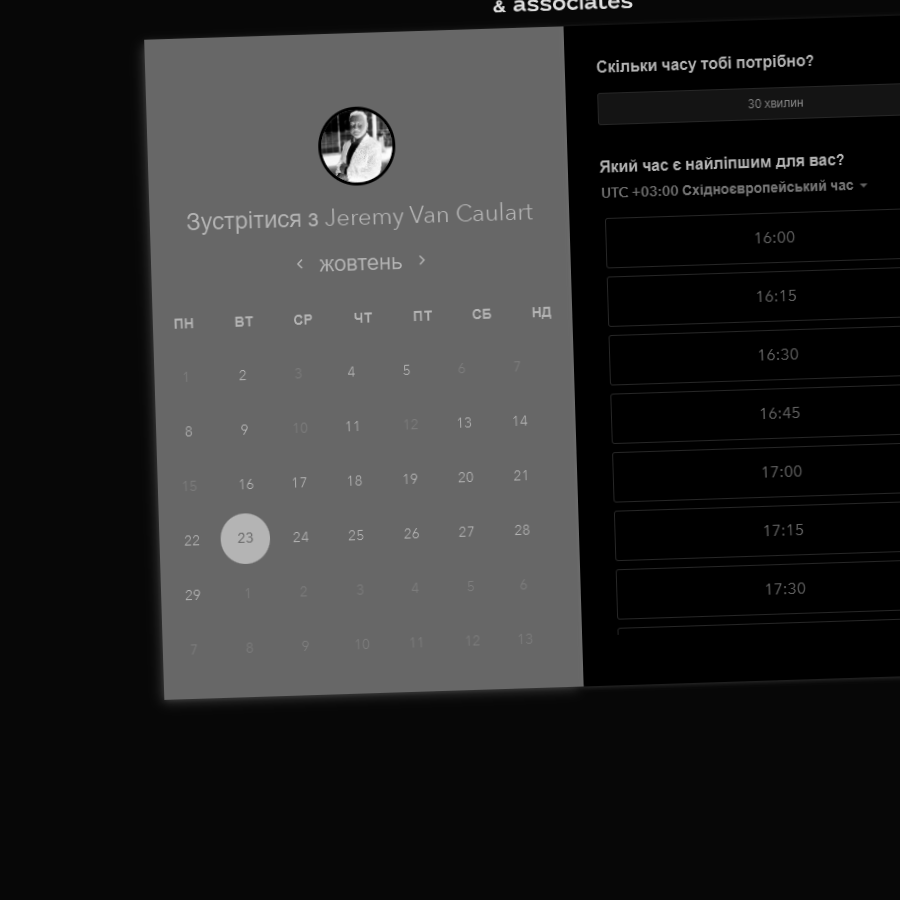 & associates
Зустрітися з Jeremy Van Caulart
жовтень
ПН ВТ СР ЧТ ПТ СБ НД
1 2 3 4 5 6 7
8 9 10 11 12 13 14
15 16 17 18 19 20 21
22 23 24 25 26 27 28
29 1 2 3 4 5 6
7 8 9 10 11 12 13
Скільки часу тобі потрібно?
30 хвилин
Який час є найліпшим для вас?
UTC +03:00 Східноєвропейський час
16:00
16:15
16:30
16:45
17:00
17:15
17:30